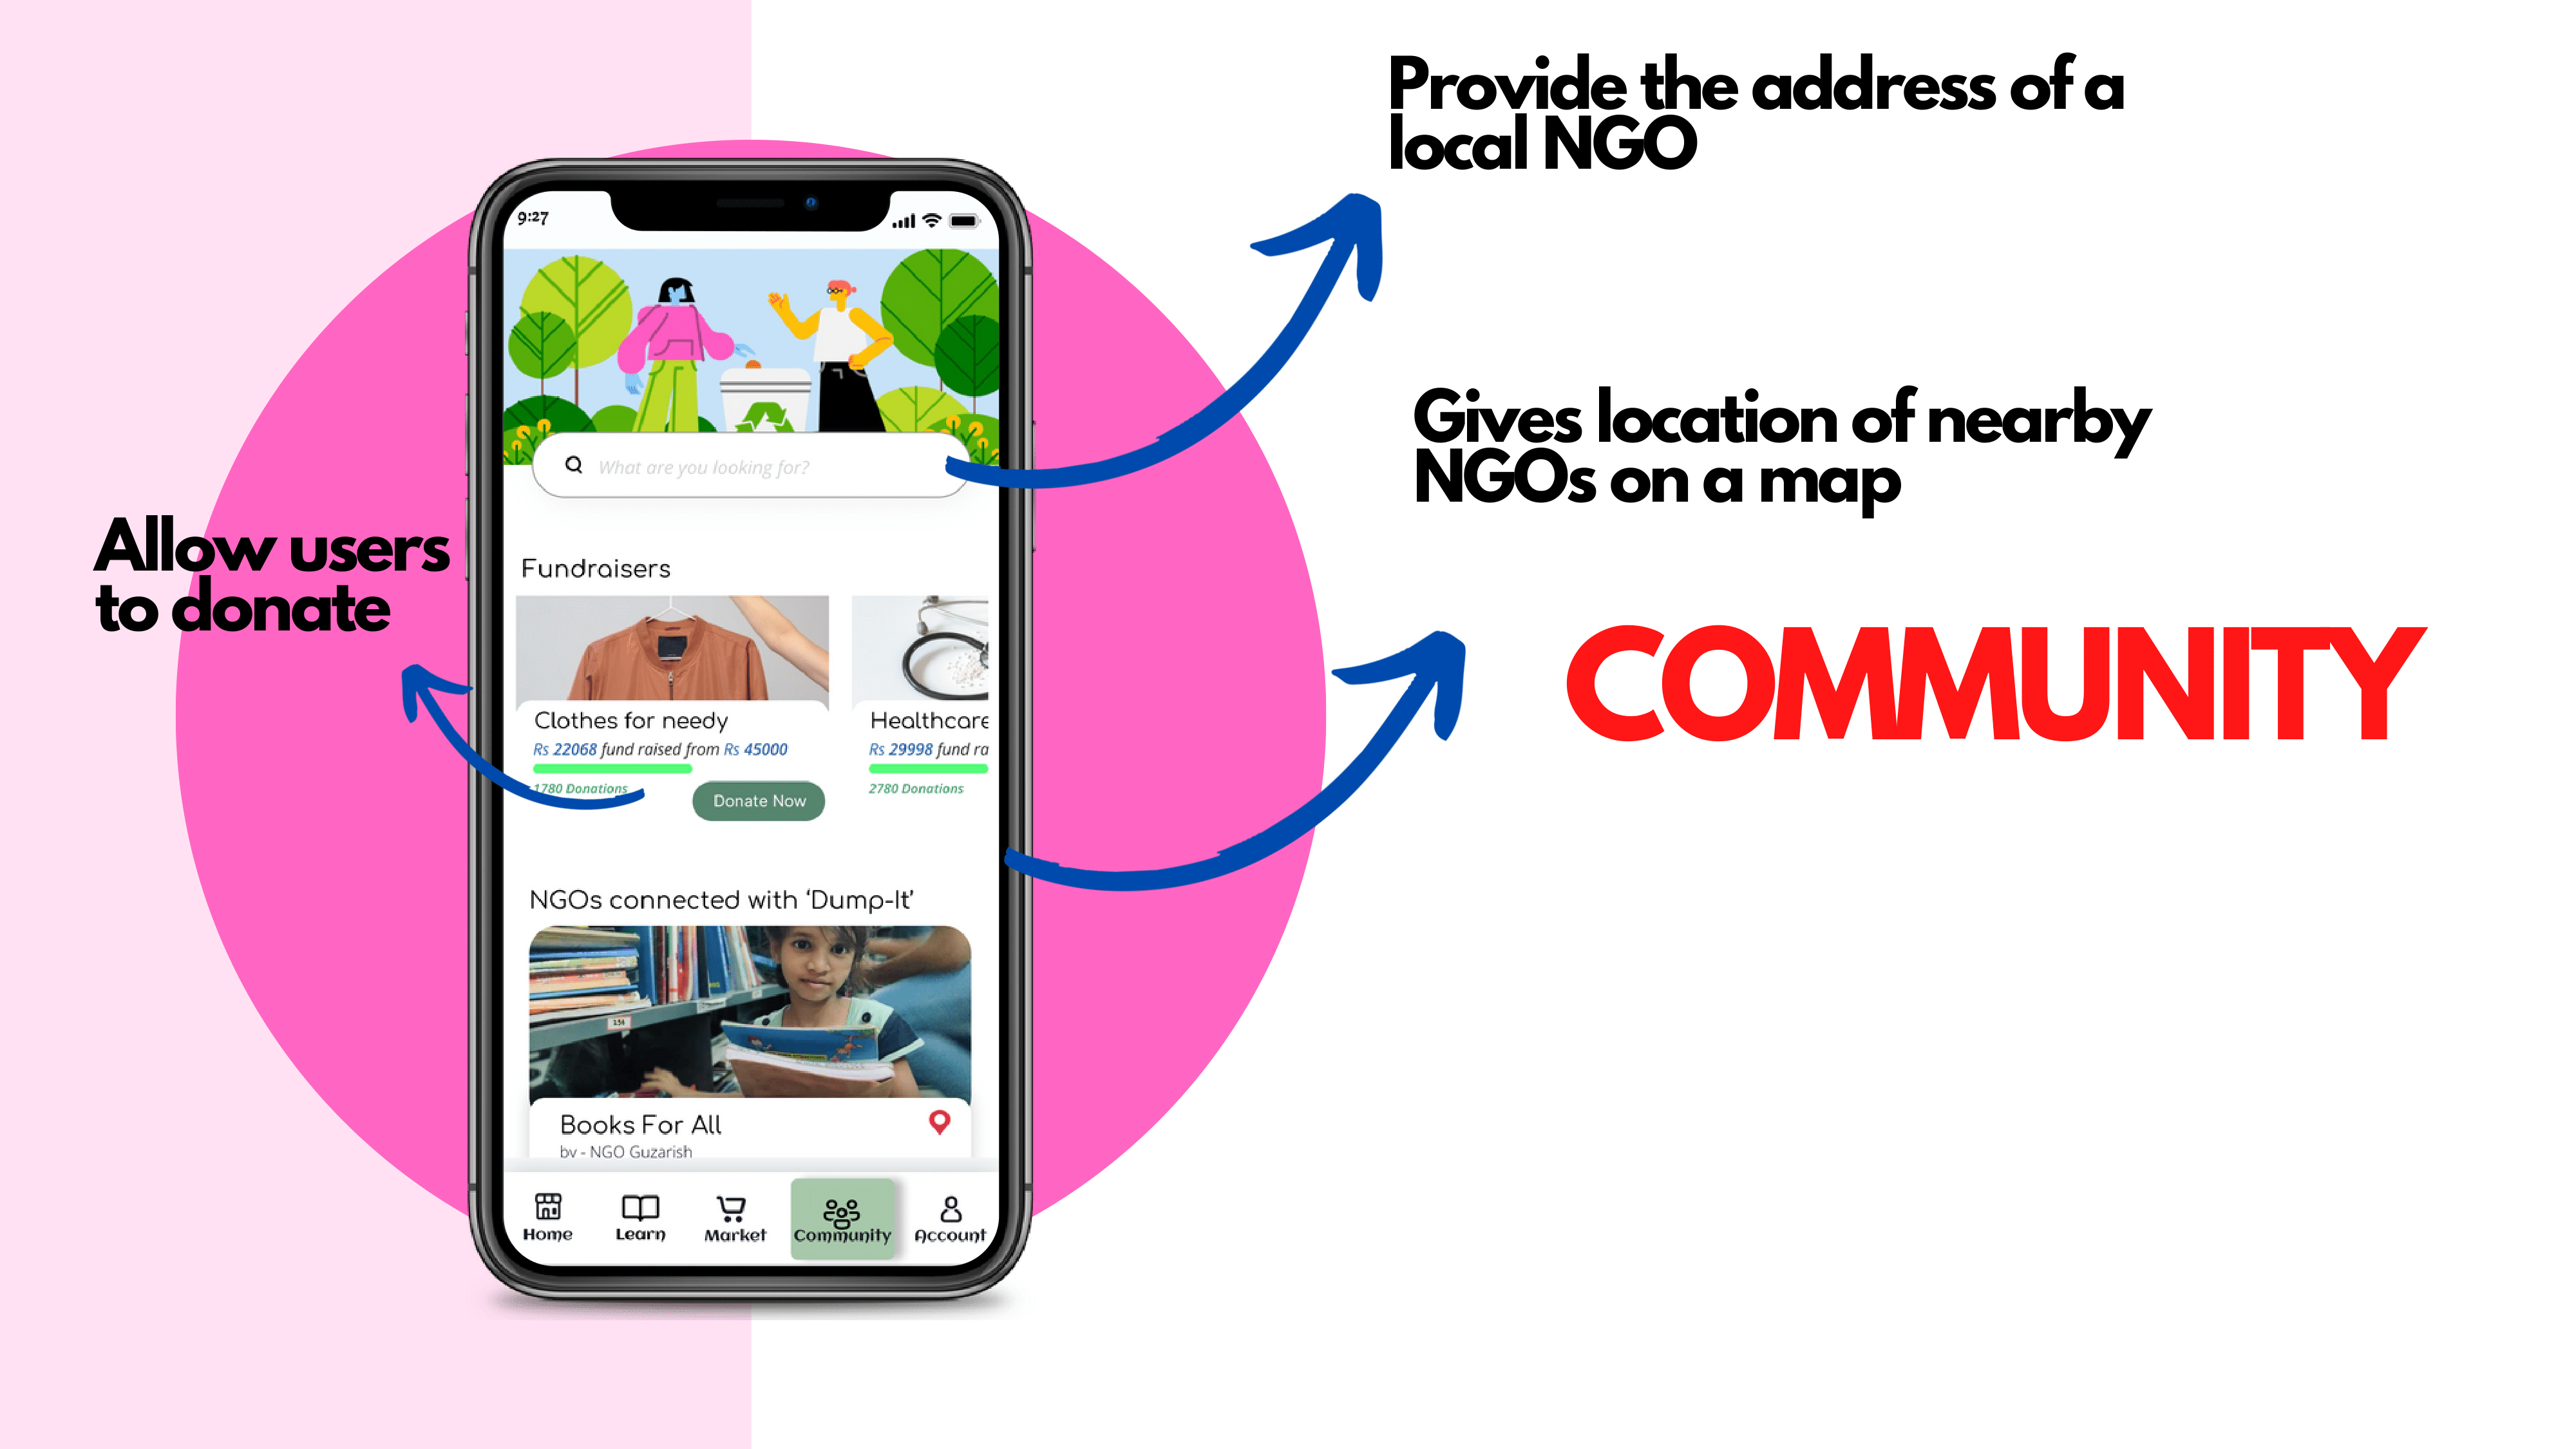 Provide the address of a
local NGO
Gives location of nearby
NGOs on a map
COMMUNITY
Allow users
to donate
9:27
What are you looking for?
Fundraisers
Clothes for needy
Rs 22068 fund raised from Rs 45000
1780 Donations
Donate Now
Healthcare
Rs 29998 fund ra
2780 Donations
NGOs connected with ‘Dump-It’
Books For All
by - NGO Guzarish
Home
Learn
Market
Community
Account